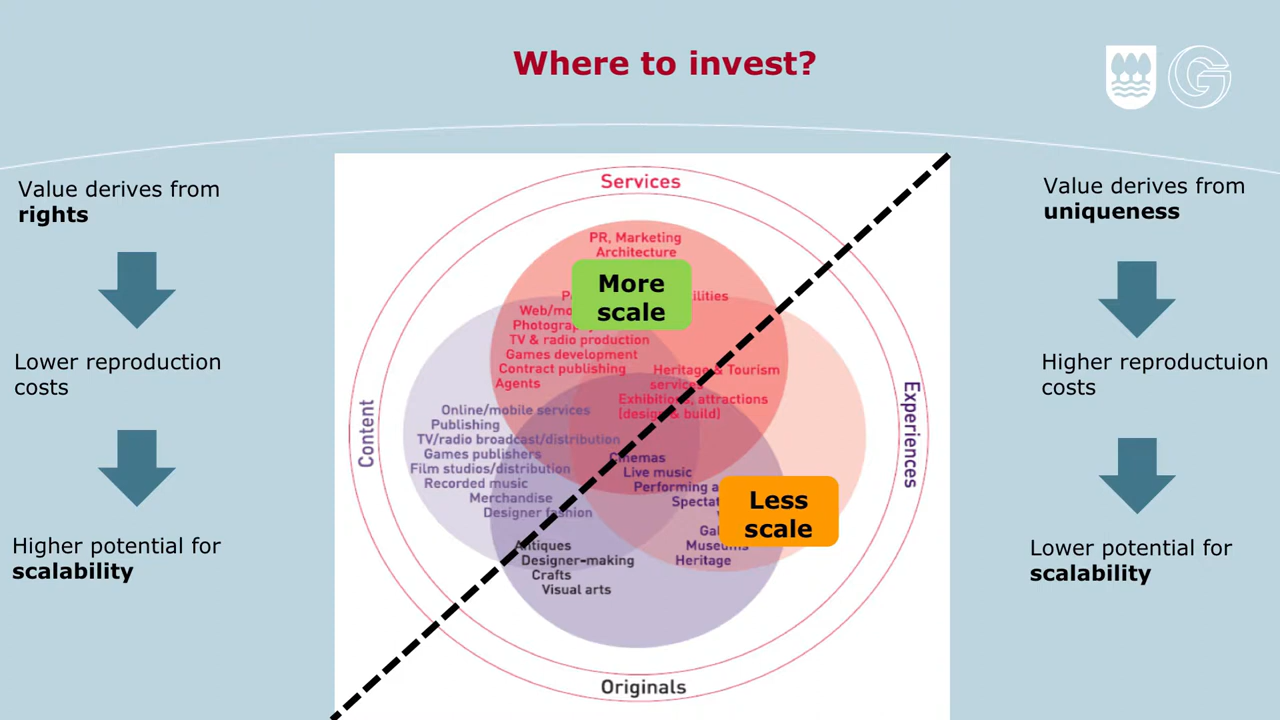 Where to invest?
Value derives from
rights
Lower reproduction
costs
Higher potential for
scalability
Services
PR, Marketing
Architecture
More
scale
Web/mo
Photograp
TV & radio production
Games development
Contract publishing
Agents
Heritage & Tourism
services
Exhibitions, attractions
(design & build)
Content
Online/mobile services
Publishing
TV/radio broadcast/distribution
Games publishers
Film studios/distribution
Recorded music
Merchandise
Designer fashion
Experiences
Cinemas
Live music
Performing a
Spectat
Gal
Museums
Heritage
Less
scale
Antiques
Designer-making
Crafts
Visual arts
Originals
Value derives from
uniqueness
Higher reproductuion
costs
Lower potential for
scalability